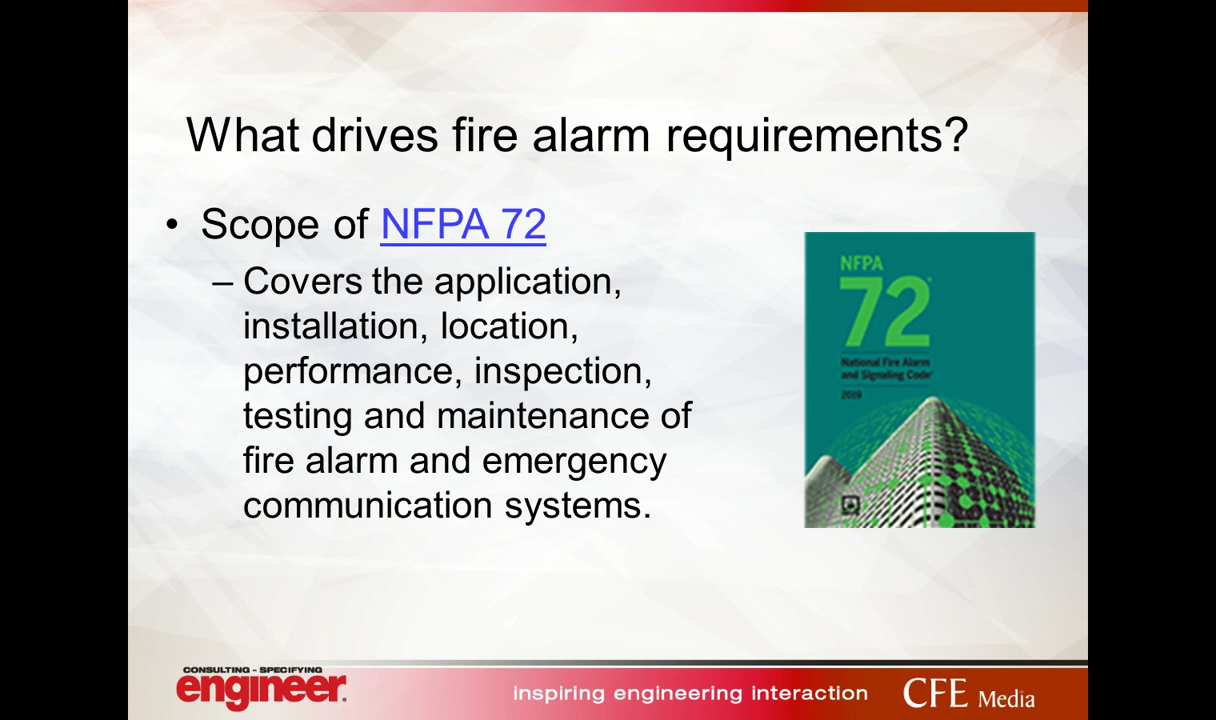 What drives fire alarm requirements?
• Scope of NFPA 72
– Covers the application,
installation, location,
performance, inspection,
testing and maintenance of
fire alarm and emergency
communication systems.
NFPA
72
National Fire Alarm
and Signaling Code
2019
CONSULTING - SPECIFYING
engineer.
inspiring engineering interaction
CFE Media